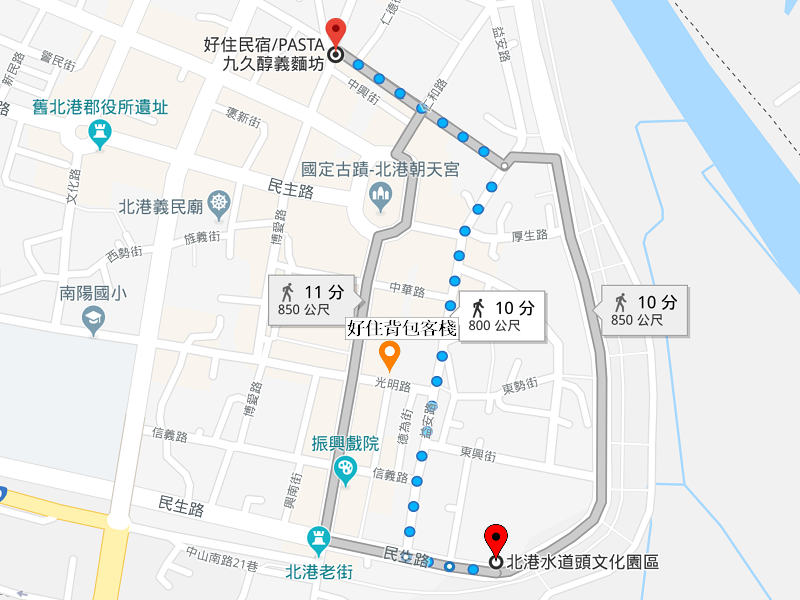 仁德街
益安路
好住民宿/PASTA
九久醇義麵坊
新民路
警民街
中興街
仁和路
舊北港郡役所遺址
褒新街
國定古蹟-北港朝天宮
民主路
文化路
北港義民廟
旌義街
博愛路
厚生路
西勢街
南陽國小
中華路
11 分
850 公尺
10 分
800 公尺
10 分
850 公尺
好住背包客棧
光明路
東勢街
博愛路
德為街
益安路
信義路
振興戲院
東興街
信義路
興南街
民生路
中山南路21巷
北港老街
民生路
北港水道頭文化園區